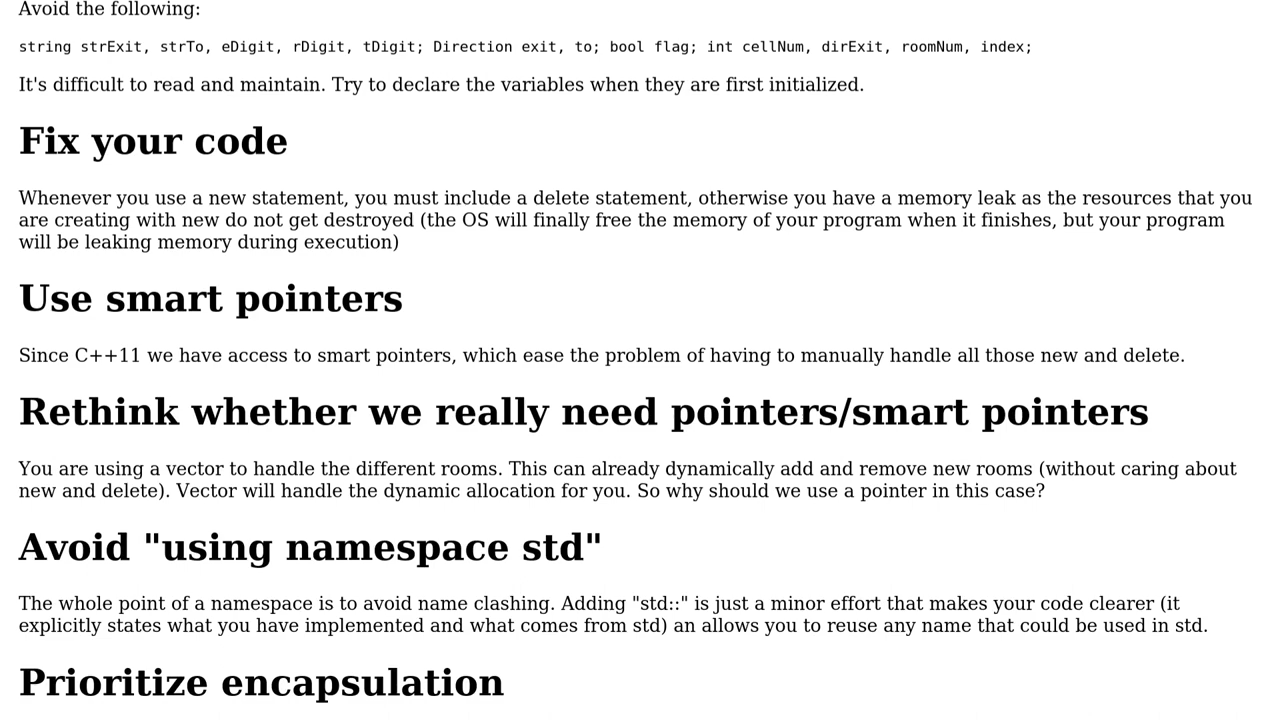 Avoid the following:
string strExit, strTo, eDigit, rDigit, tDigit; Direction exit, to; bool flag; int cellNum, dirExit, roomNum, index;
It's difficult to read and maintain. Try to declare the variables when they are first initialized.
Fix your code
Whenever you use a new statement, you must include a delete statement, otherwise you have a memory leak as the resources that you
are creating with new do not get destroyed (the OS will finally free the memory of your program when it finishes, but your program
will be leaking memory during execution)
Use smart pointers
Since C++11 we have access to smart pointers, which ease the problem of having to manually handle all those new and delete.
Rethink whether we really need pointers/smart pointers
You are using a vector to handle the different rooms. This can already dynamically add and remove new rooms (without caring about
new and delete). Vector will handle the dynamic allocation for you. So why should we use a pointer in this case?
Avoid "using namespace std"
The whole point of a namespace is to avoid name clashing. Adding "std::" is just a minor effort that makes your code clearer (it
explicitly states what you have implemented and what comes from std) an allows you to reuse any name that could be used in std.
Prioritize encapsulation